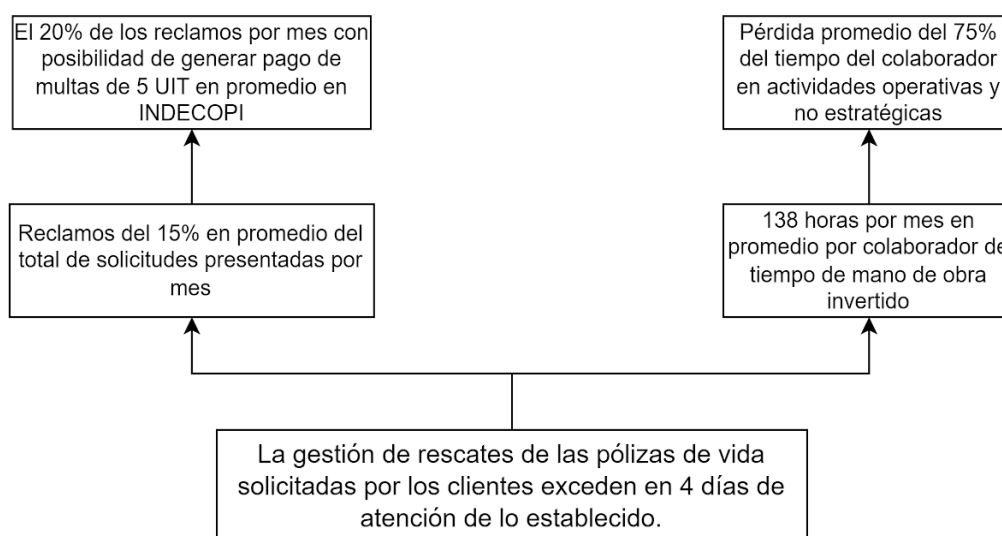 El 20% de los reclamos por mes con
posibilidad de generar pago de
multas de 5 UIT en promedio en
INDECOPI
Pérdida promedio del 75%
del tiempo del colaborador
en actividades operativas y
no estratégicas
Reclamos del 15% en promedio del
total de solicitudes presentadas por
mes
138 horas por mes en
promedio por colaborador de
tiempo de mano de obra
invertido
La gestión de rescates de las pólizas de vida
solicitadas por los clientes exceden en 4 días de
atención de lo establecido.